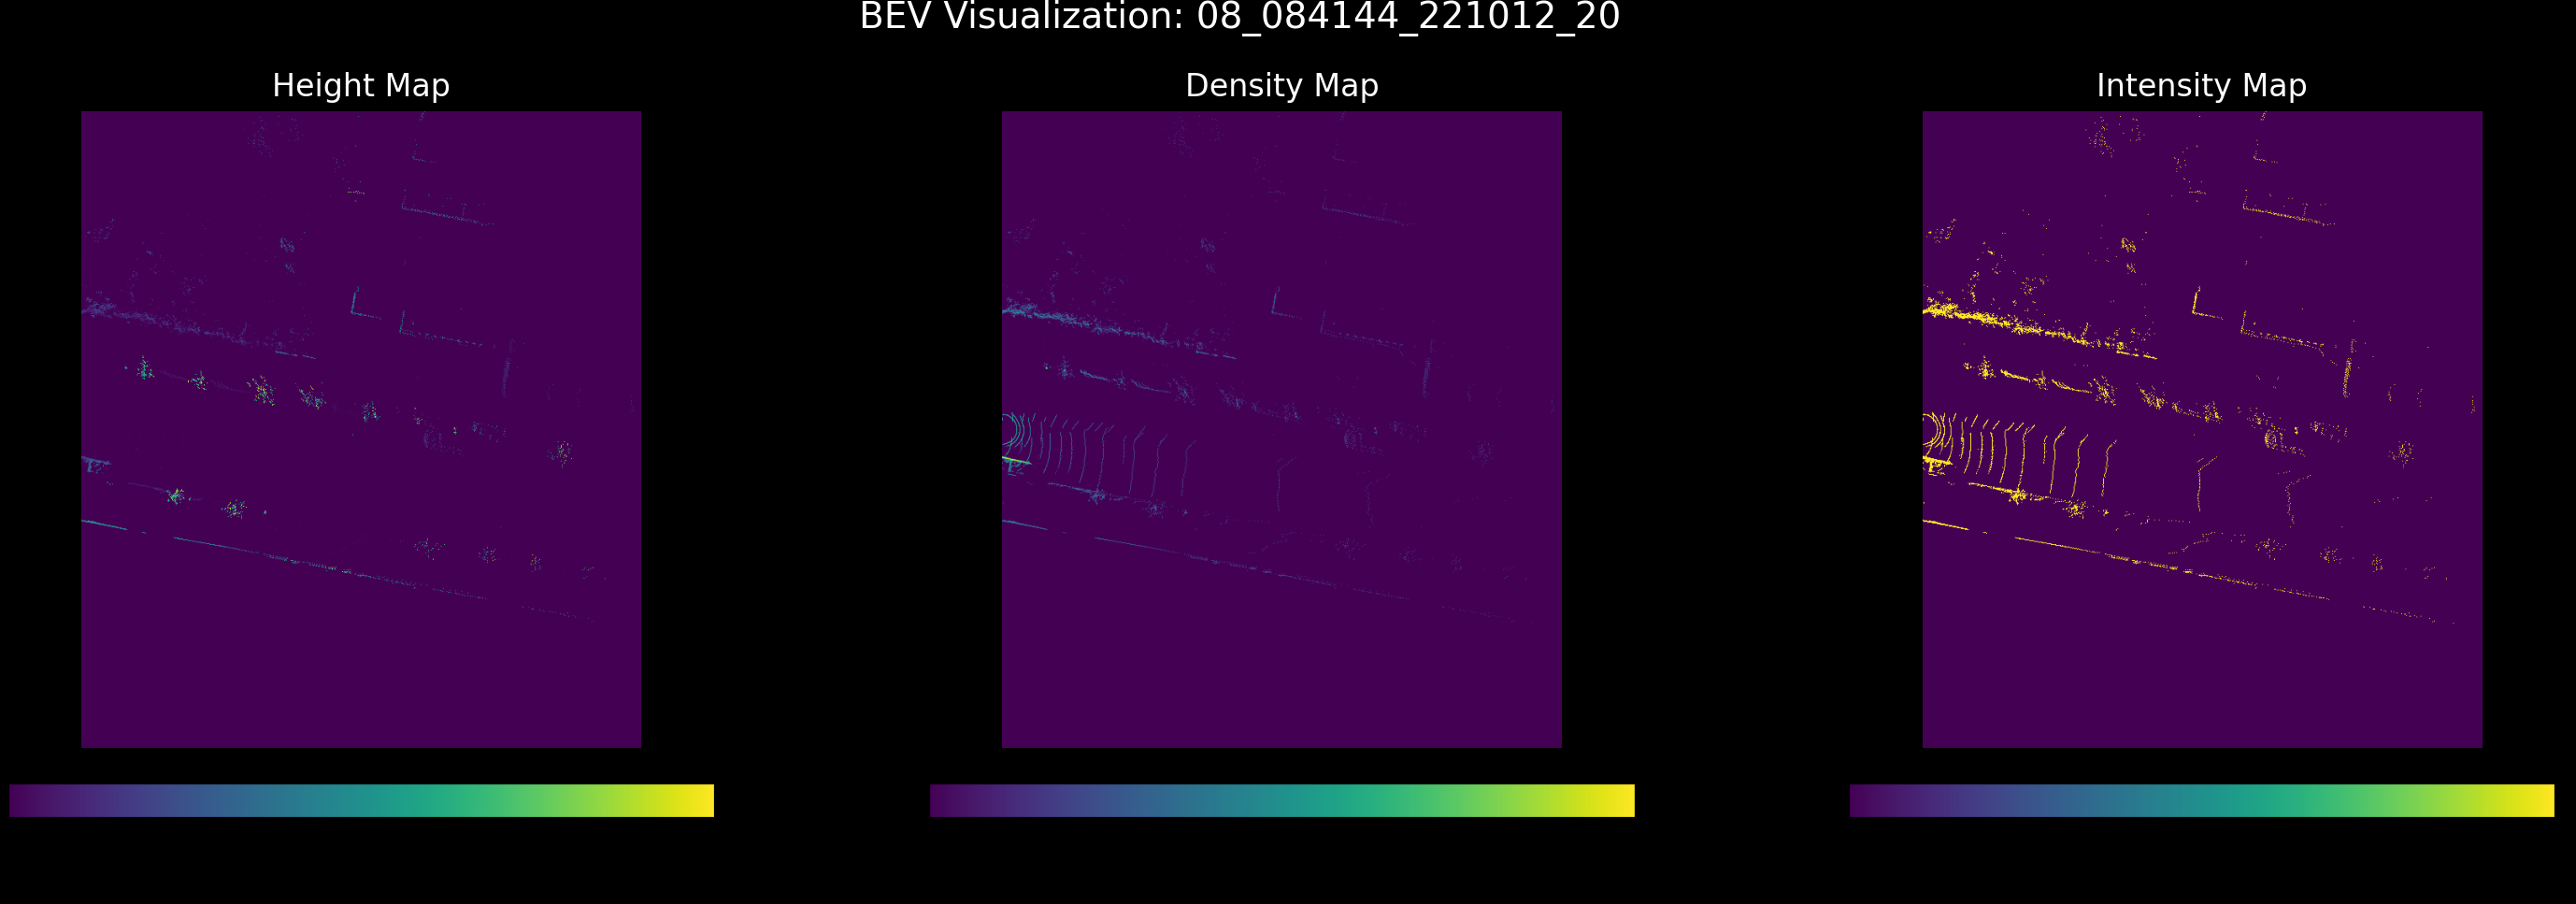 BEV Visualization: 08_084144_221012_20
Height Map
Density Map
Intensity Map